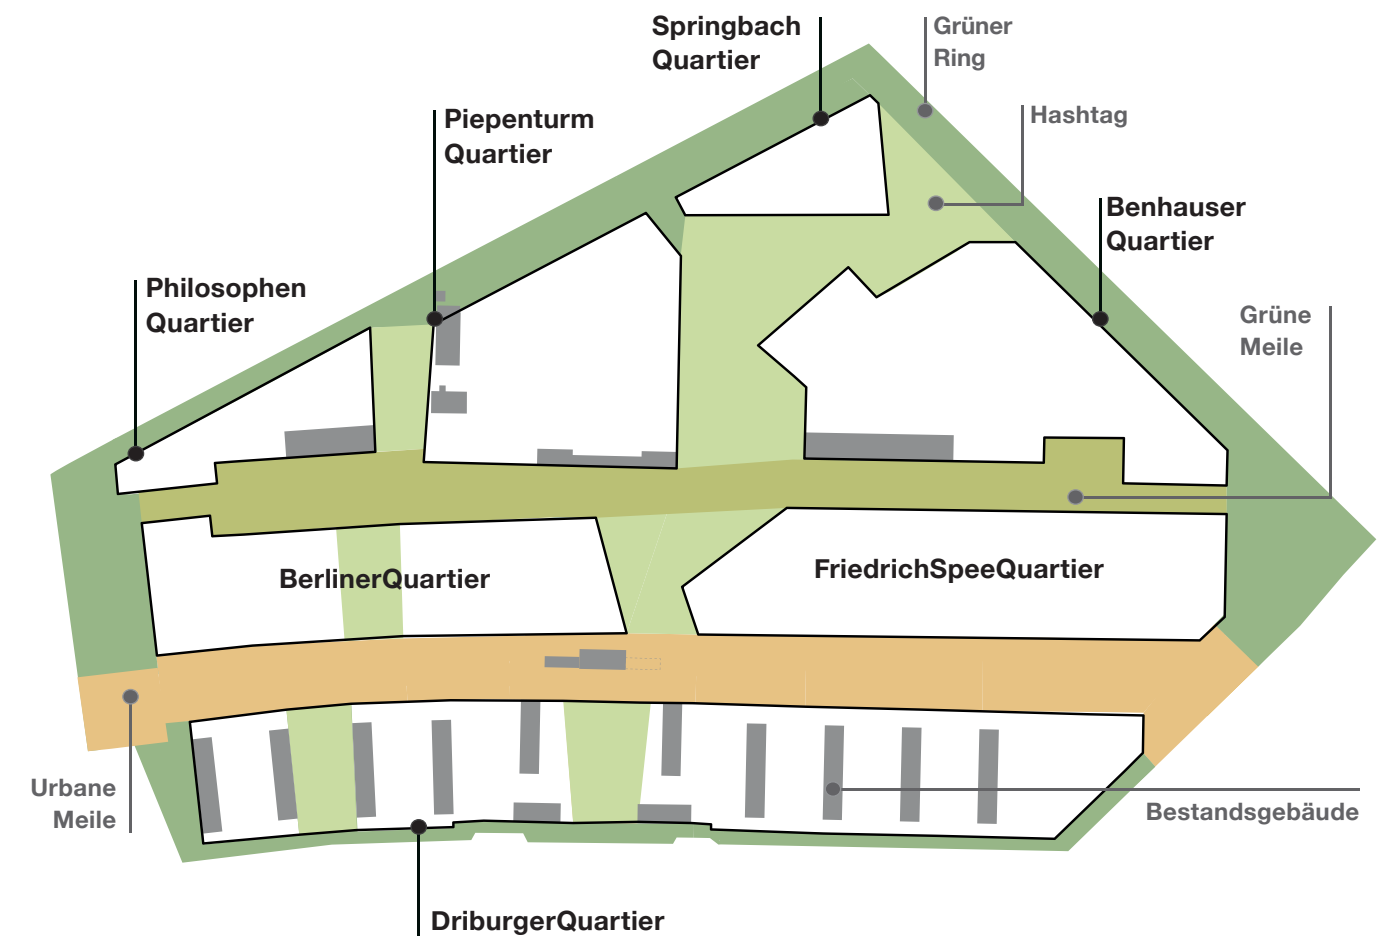 Springbach
Quartier
Grüner
Ring
Hashtag
Piepenturm
Quartier
Benhauser
Quartier
Philosophen
Quartier
Grüne
Meile
BerlinerQuartier
FriedrichSpeeQuartier
Urbane
Meile
Bestandsgebäude
DriburgerQuartier